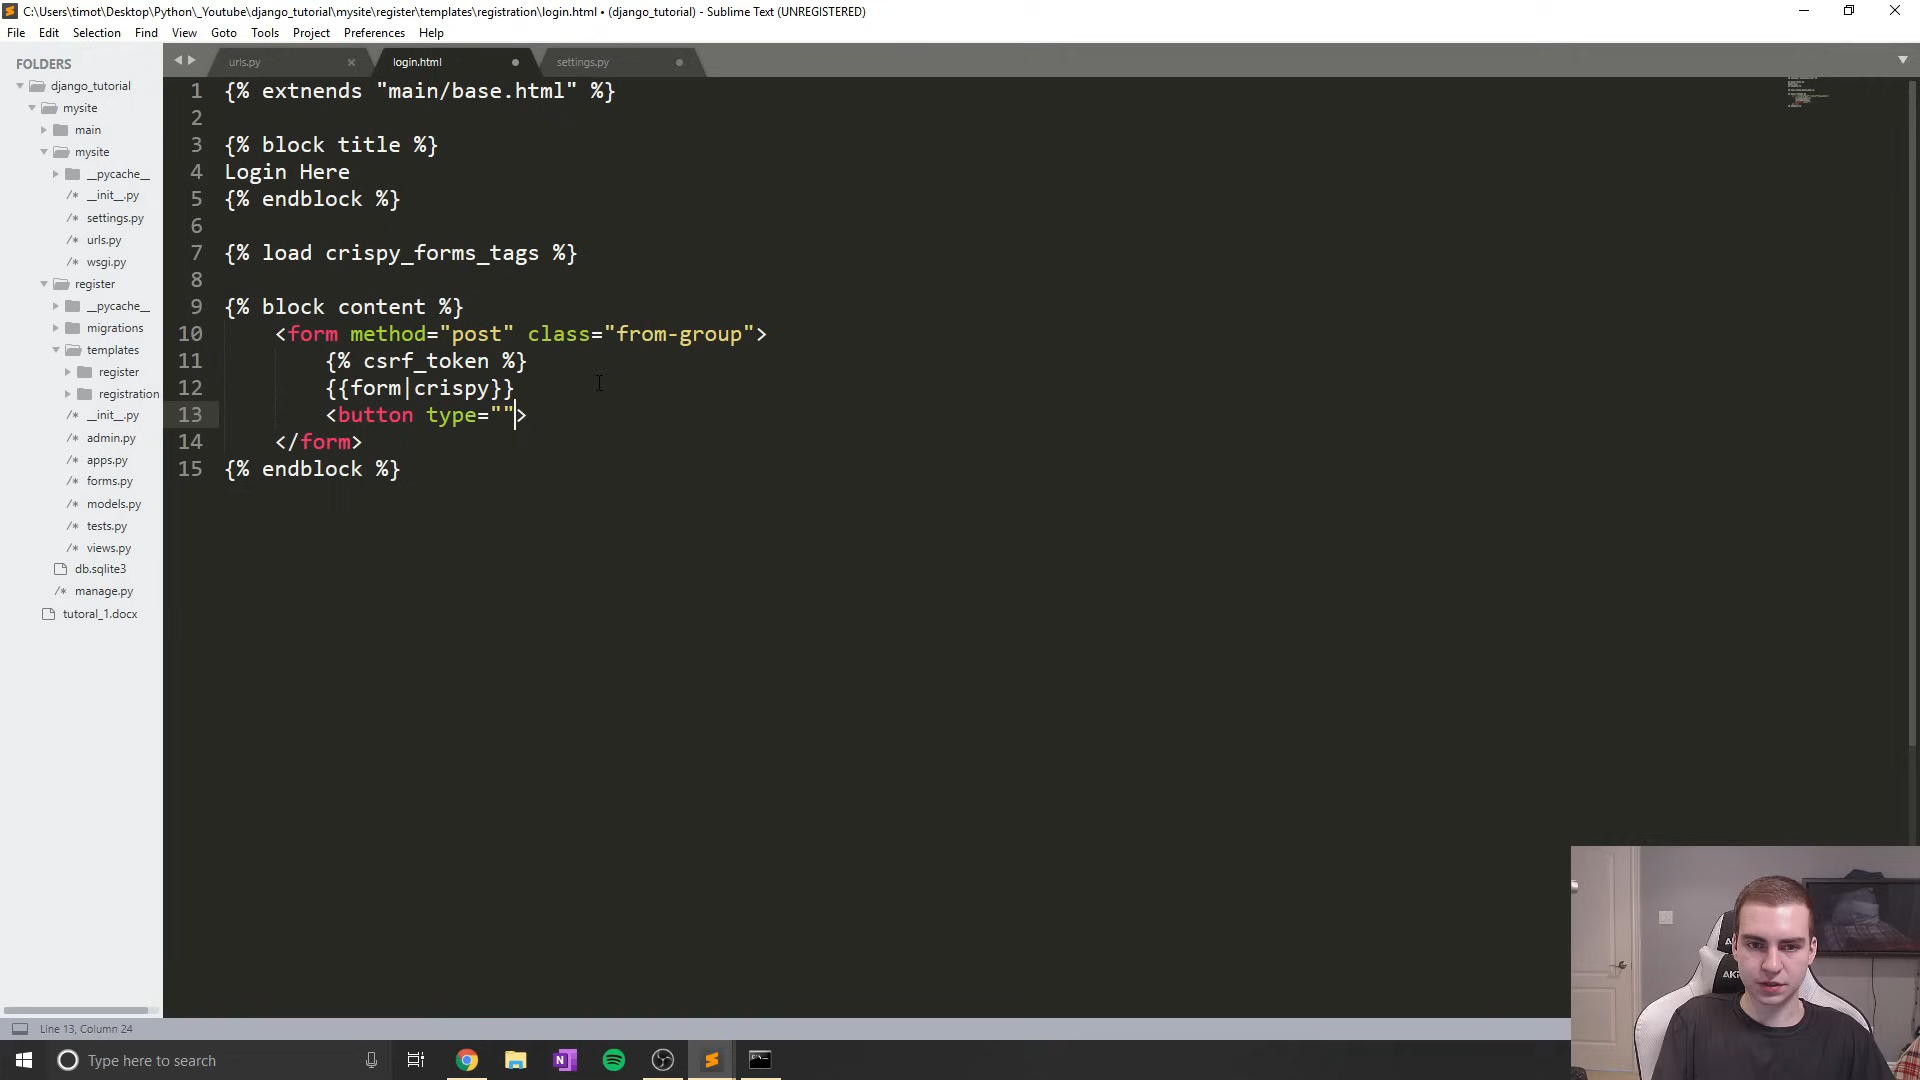 C:\Users\timot\Desktop\Python\_Youtube\django_tutorial\mysite\register\templates\registration\login.html • (django_tutorial) - Sublime Text (UNREGISTERED)
File Edit Selection Find View Goto Tools Project Preferences Help
FOLDERS
django_tutorial
mysite
main
mysite
__pycache__
/* __init__.py
/* settings.py
/* urls.py
/* wsgi.py
register
__pycache__
migrations
templates
register
registration
/* __init__.py
/* admin.py
/* apps.py
/* forms.py
/* models.py
/* tests.py
/* views.py
db.sqlite3
/* manage.py
tutoral_1.docx
urls.py login.html settings.py
1 {% extnends "main/base.html" %}
2
3 {% block title %}
4 Login Here
5 {% endblock %}
6
7 {% load crispy_forms_tags %}
8
9 {% block content %}
10 <form method="post" class="from-group">
11 {% csrf_token %}
12 {{form|crispy}}
13 <button type="">
14 </form>
15 {% endblock %}
Line 13, Column 24
Type here to search